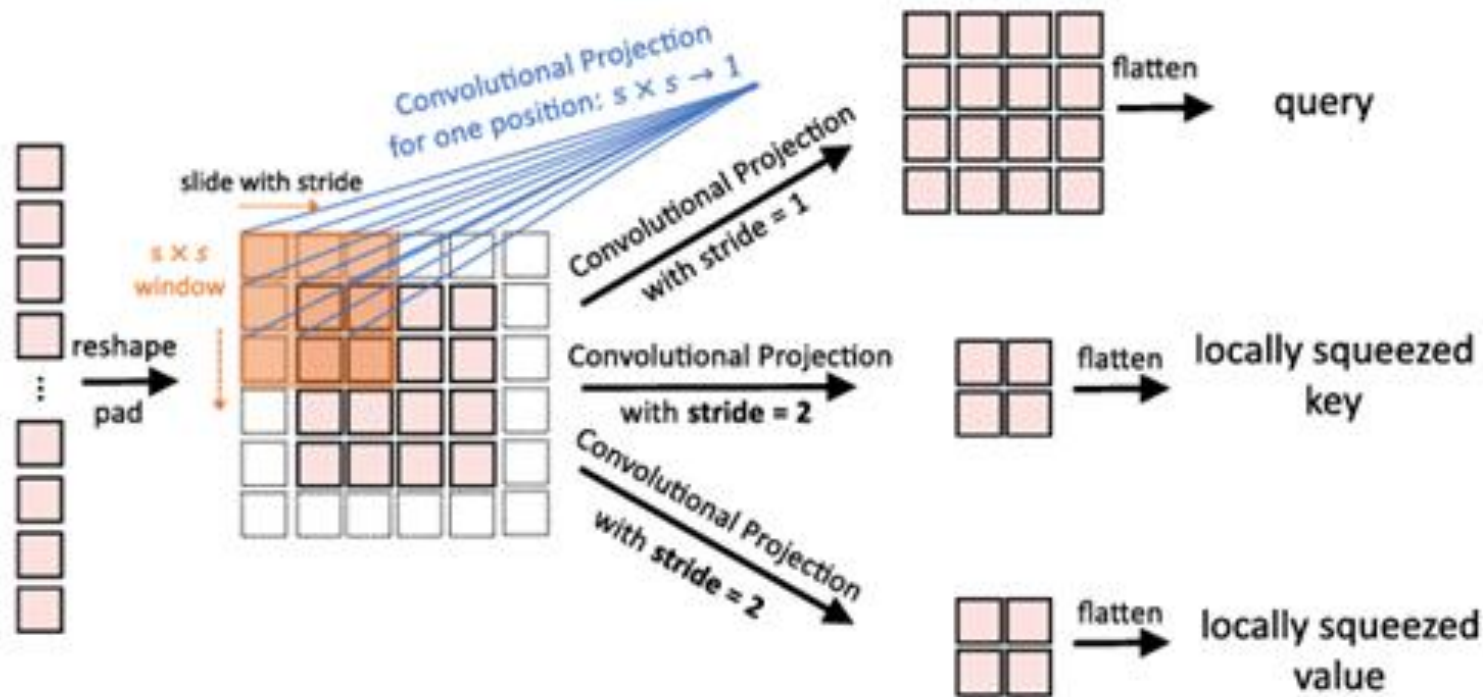 Convolutional Projection
for one position: s × s → 1
slide with stride
s × s
window
reshape
pad
...
Convolutional Projection
with stride = 1
flatten
query
Convolutional Projection
with stride = 2
flatten
locally squeezed
key
Convolutional Projection
with stride = 2
flatten
locally squeezed
value